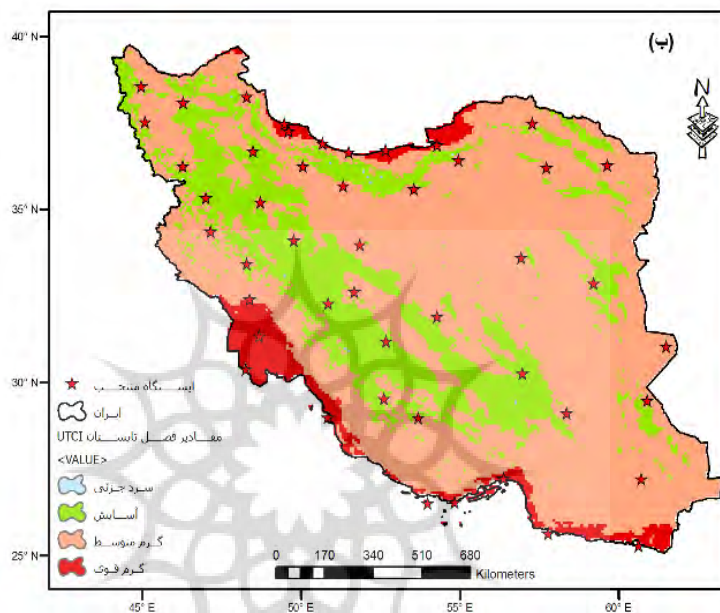 (ب)
N
40° N
35° N
30° N
25° N
ایستگاه منتخب
ایران
مقادیر فصل تابستان UTCI
<VALUE>
سرد جزئی
آسایش
گرم متوسط
گرم قوی
0 170 340 510 680
Kilometers
45° E 50° E 55° E 60° E